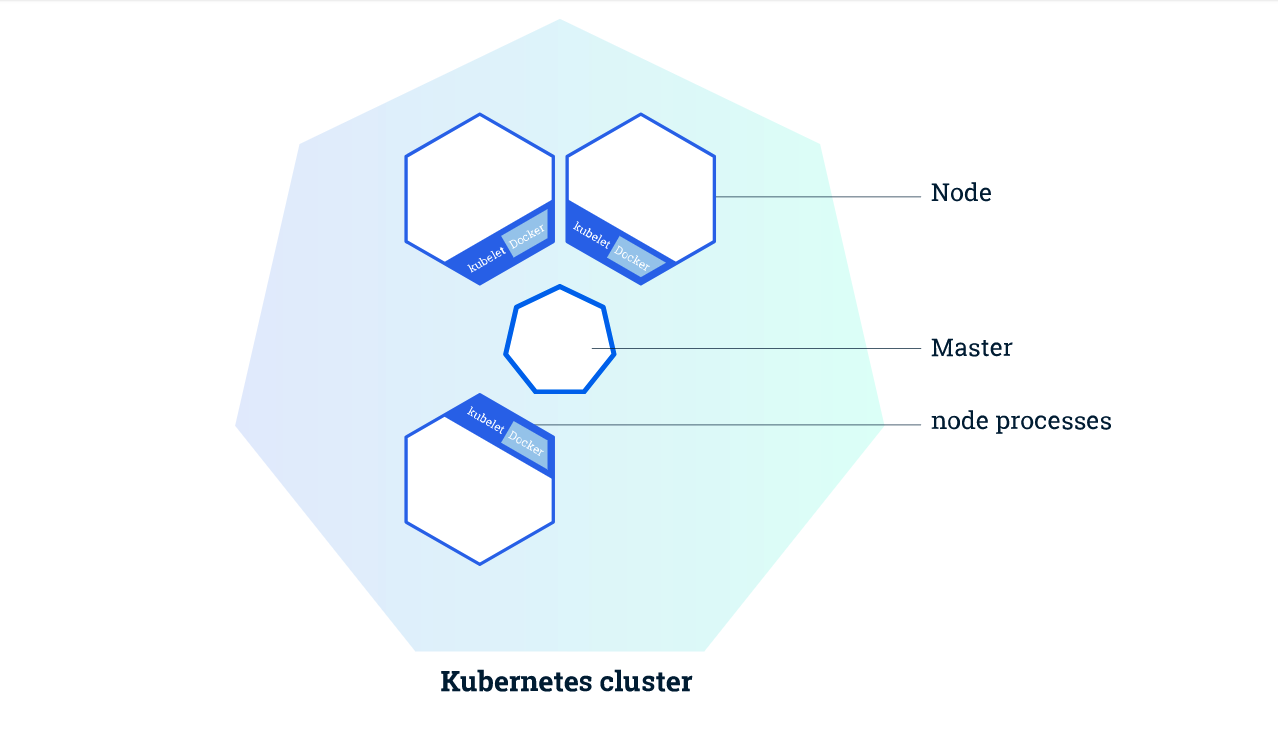 Node
kubelet Docker
kubelet Docker
Master
kubelet Docker
node processes
Kubernetes cluster